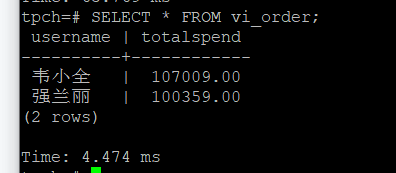 tpch=# SELECT * FROM vi_order;
 username | totalspend
----------+------------
 韦小全   |  107009.00
 强兰丽   |  100359.00
(2 rows)
Time: 4.474 ms